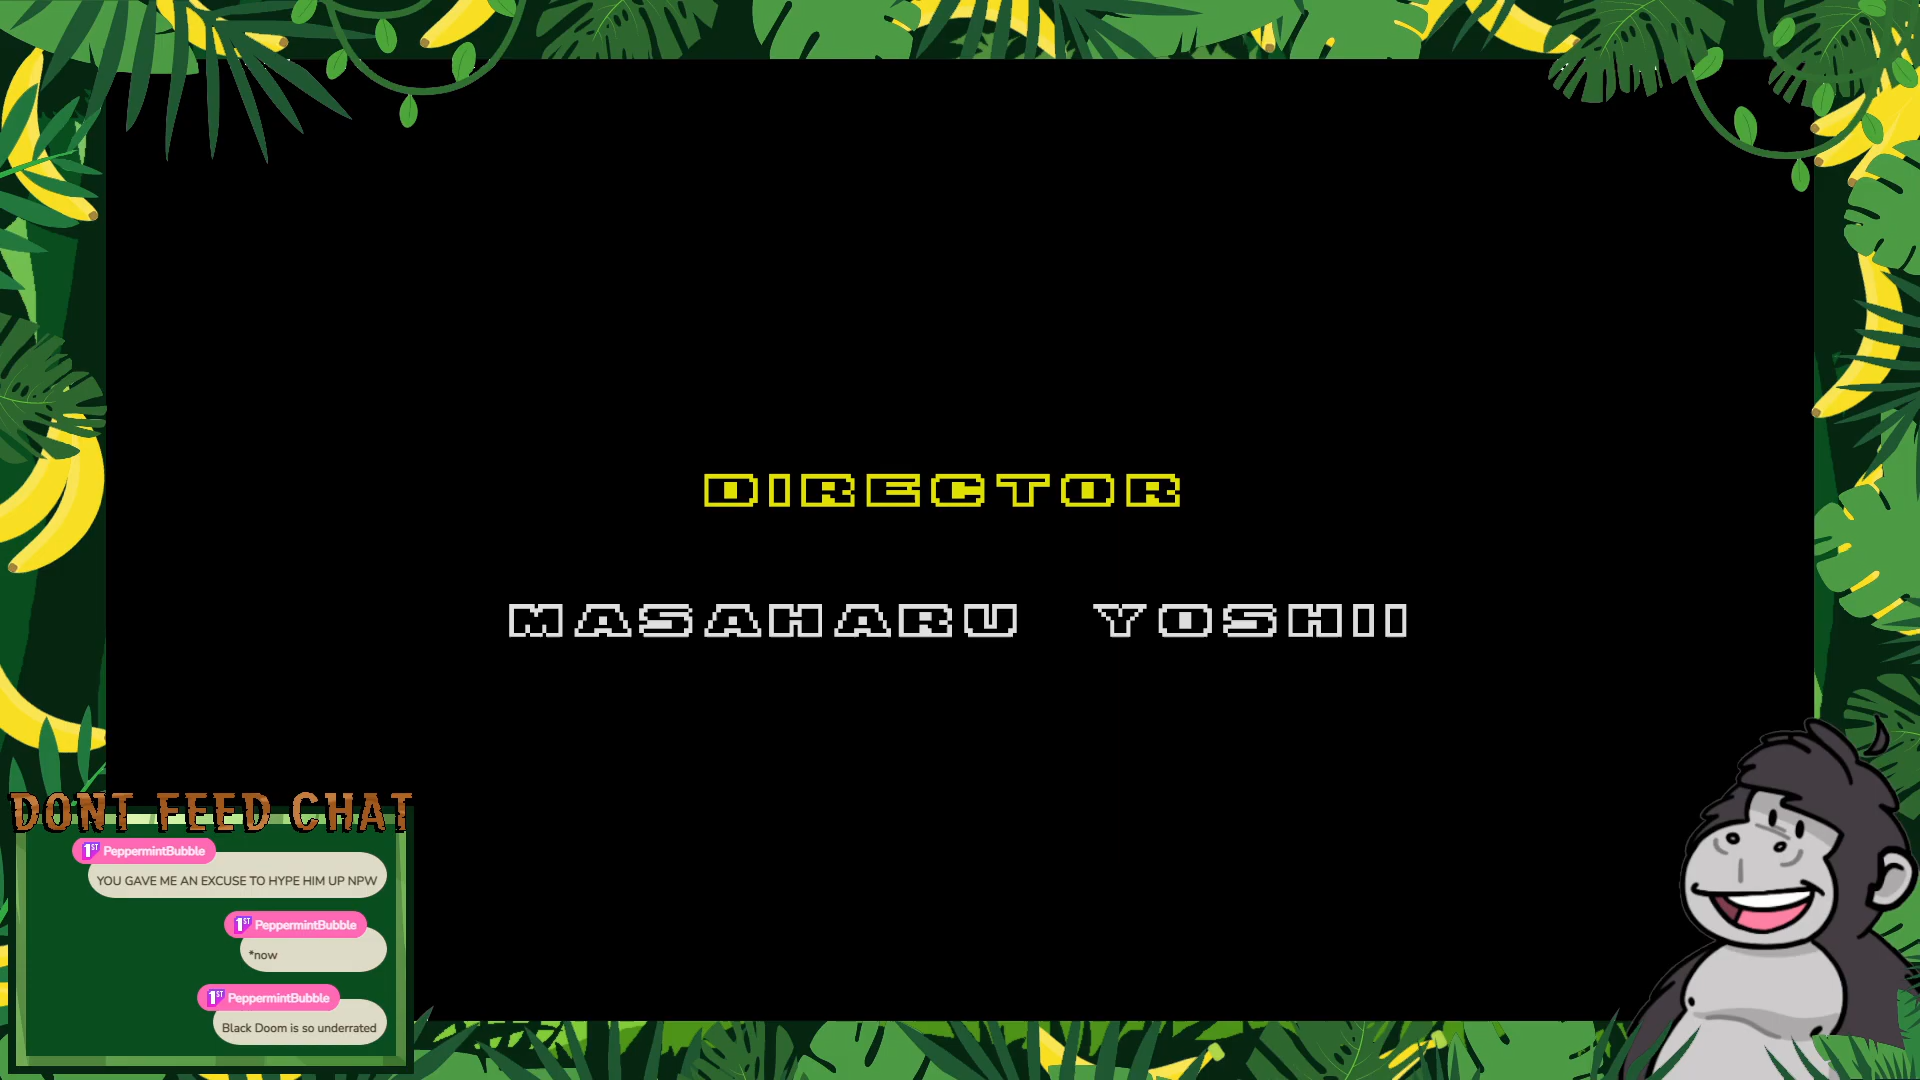 DIRECTOR
MASAHARU YOSHII
DONT FEED CHAT
1ST PeppermintBubble
YOU GAVE ME AN EXCUSE TO HYPE HIM UP NPW
1ST PeppermintBubble
*now
1ST PeppermintBubble
Black Doom is so underrated